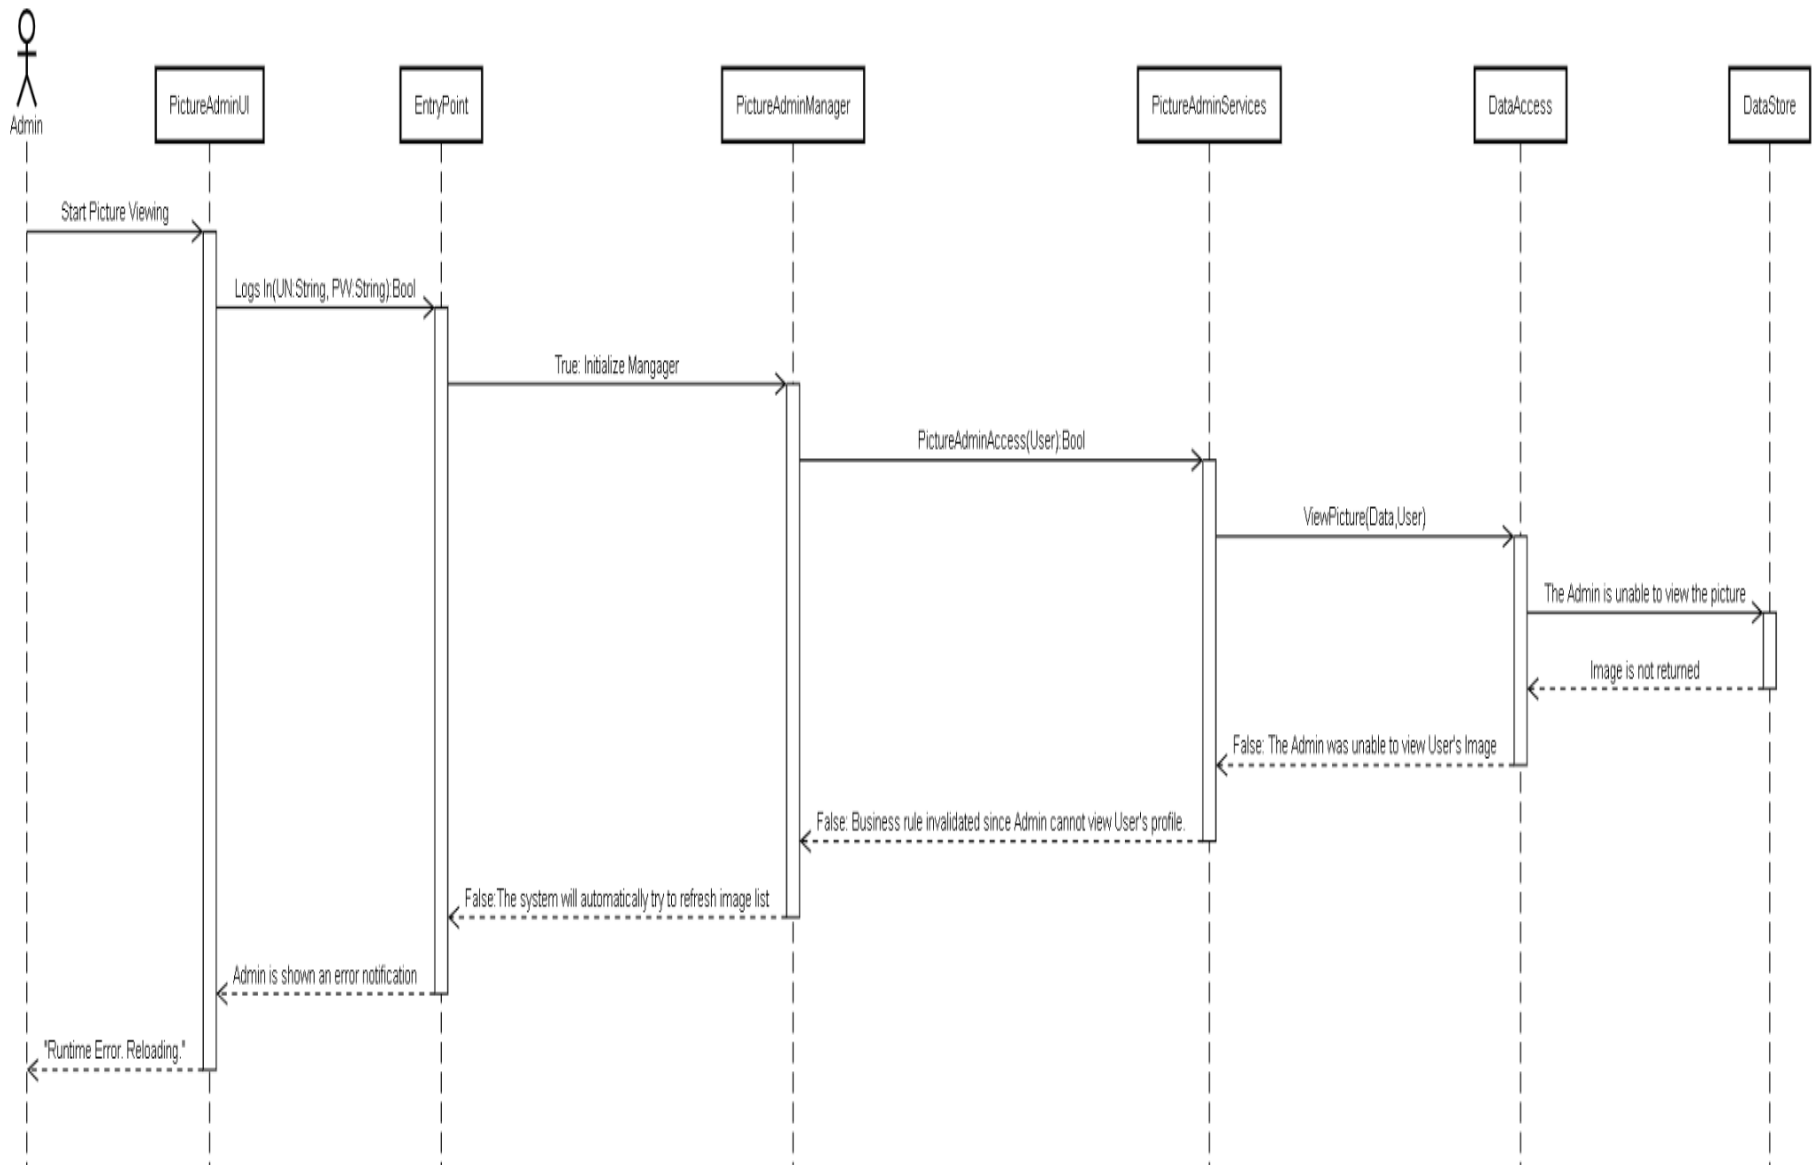 Admin
PictureAdminUI
EntryPoint
PictureAdminManager
PictureAdminServices
DataAccess
DataStore
Start Picture Viewing
Logs In(UN:String, PW:String):Bool
True: Initialize Mangager
PictureAdminAccess(User):Bool
ViewPicture(Data,User)
The Admin is unable to view the picture
Image is not returned
False: The Admin was unable to view User's Image
False: Business rule invalidated since Admin cannot view User's profile.
False:The system will automatically try to refresh image list
Admin is shown an error notification
"Runtime Error. Reloading."